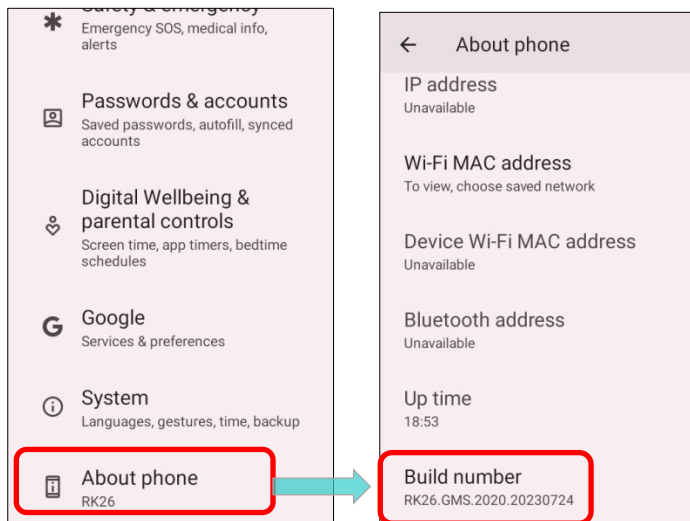 Safety & emergency
Emergency SOS, medical info,
alerts
Passwords & accounts
Saved passwords, autofill, synced
accounts
Digital Wellbeing &
parental controls
Screen time, app timers, bedtime
schedules
Google
Services & preferences
System
Languages, gestures, time, backup
About phone
RK26
About phone
IP address
Unavailable
Wi-Fi MAC address
To view, choose saved network
Device Wi-Fi MAC address
Unavailable
Bluetooth address
Unavailable
Up time
18:53
Build number
RK26.GMS.2020.20230724